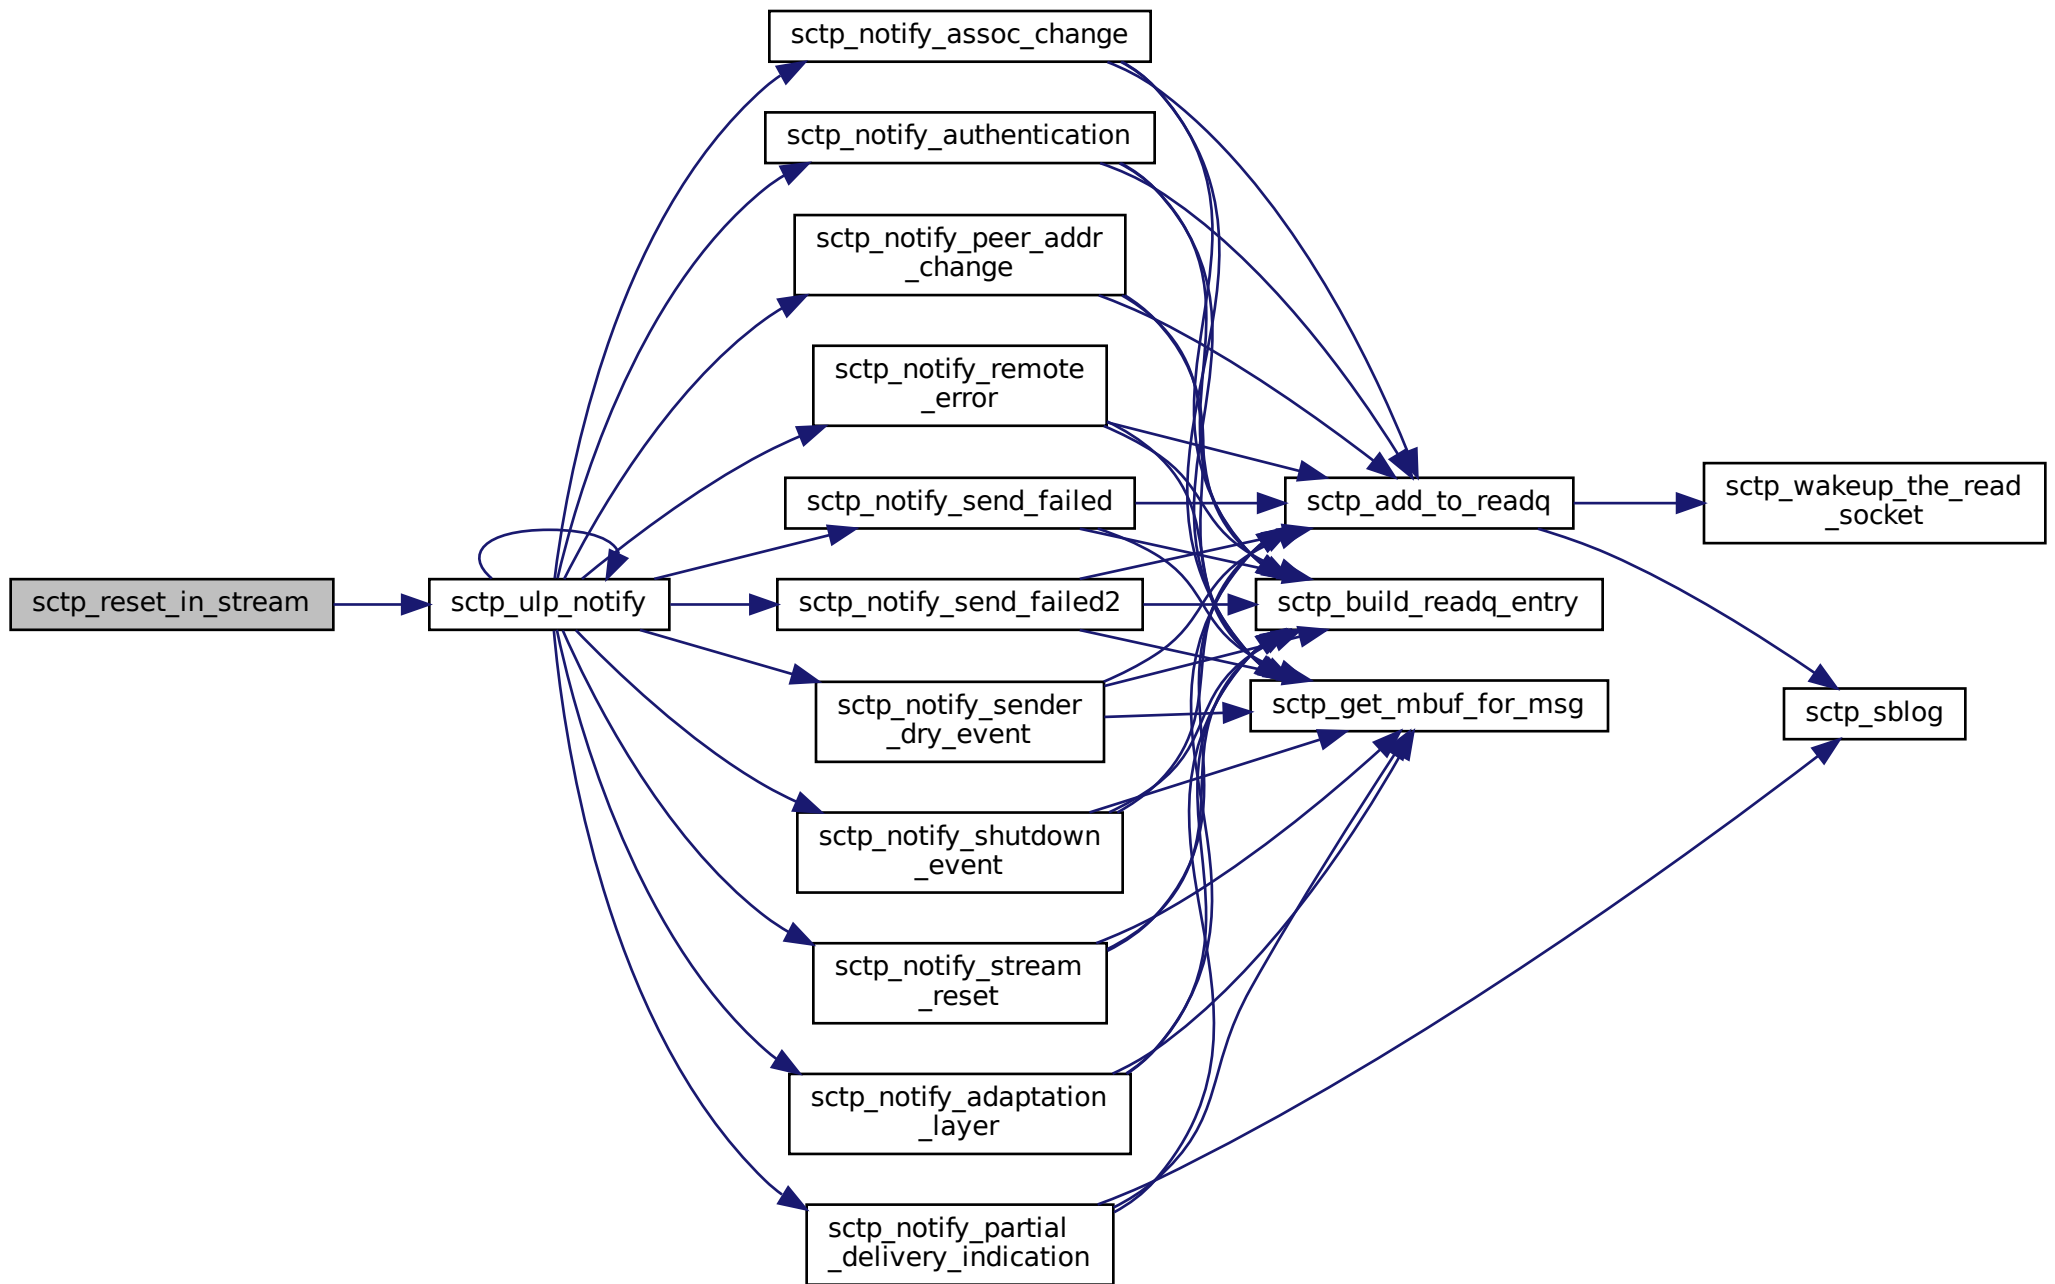 sctp_reset_in_stream
sctp_ulp_notify
sctp_notify_assoc_change
sctp_notify_authentication
sctp_notify_peer_addr
_change
sctp_notify_remote
_error
sctp_notify_send_failed
sctp_notify_send_failed2
sctp_notify_sender
_dry_event
sctp_notify_shutdown
_event
sctp_notify_stream
_reset
sctp_notify_adaptation
_layer
sctp_notify_partial
_delivery_indication
sctp_add_to_readq
sctp_build_readq_entry
sctp_get_mbuf_for_msg
sctp_wakeup_the_read
_socket
sctp_sblog